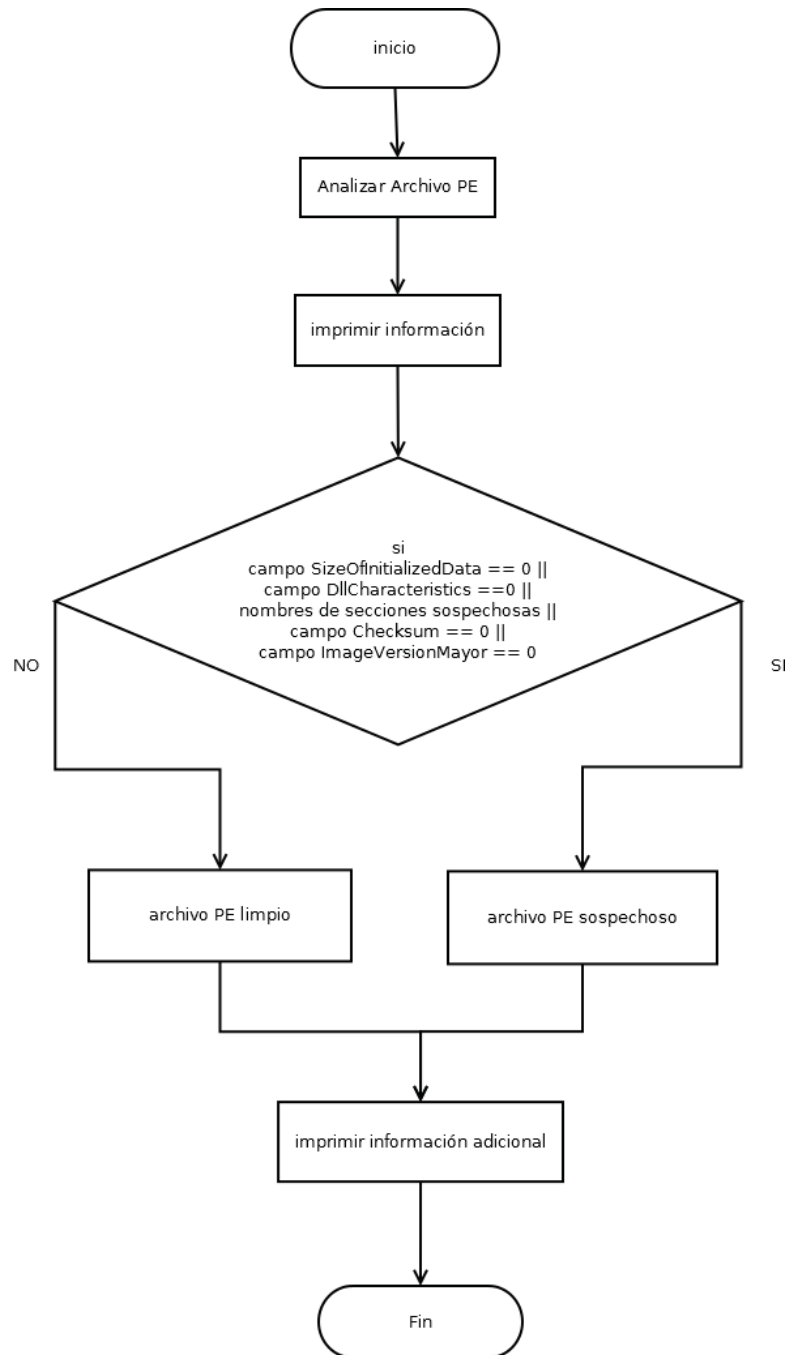 inicio
Analizar Archivo PE
imprimir información
si
campo SizeOfInitializedData == 0 ||
campo DllCharacteristics ==0 ||
nombres de secciones sospechosas ||
campo Checksum == 0 ||
campo ImageVersionMayor == 0
NO
SI
archivo PE limpio
archivo PE sospechoso
imprimir información adicional
Fin